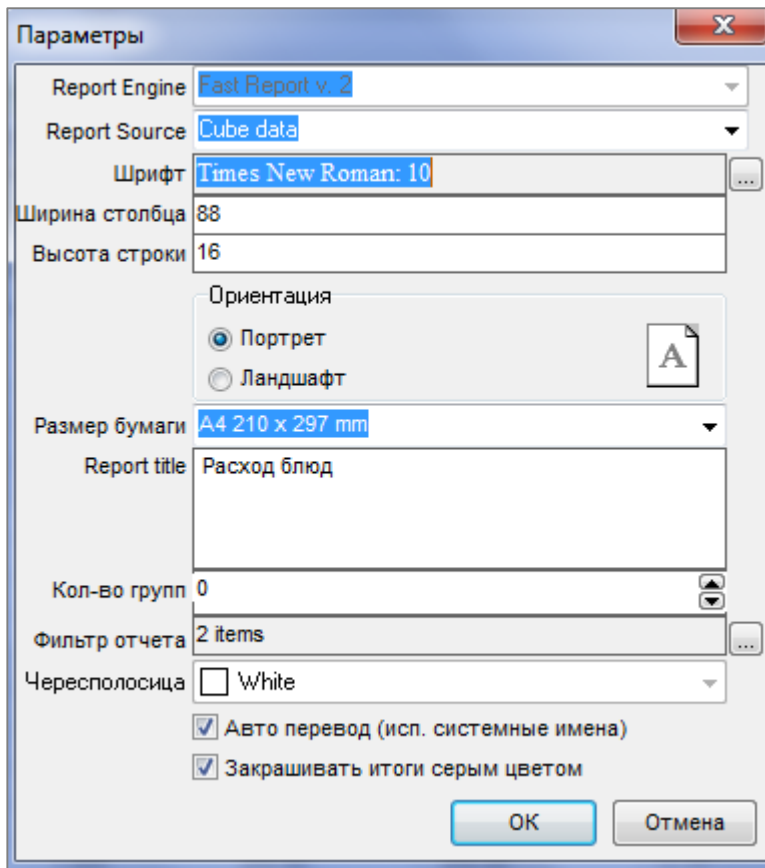 Параметры
Report Engine Fast Report v. 2
Report Source Cube data
Шрифт Times New Roman: 10 ...
Ширина столбца 88
Высота строки 16
Ориентация
Портрет
A
Ландшафт
Размер бумаги A4 210 x 297 mm
Report title Расход блюд
Кол-во групп 0
Фильтр отчета 2 items ...
Чересполосица White
Авто перевод (исп. системные имена)
Закрашивать итоги серым цветом
OK Отмена